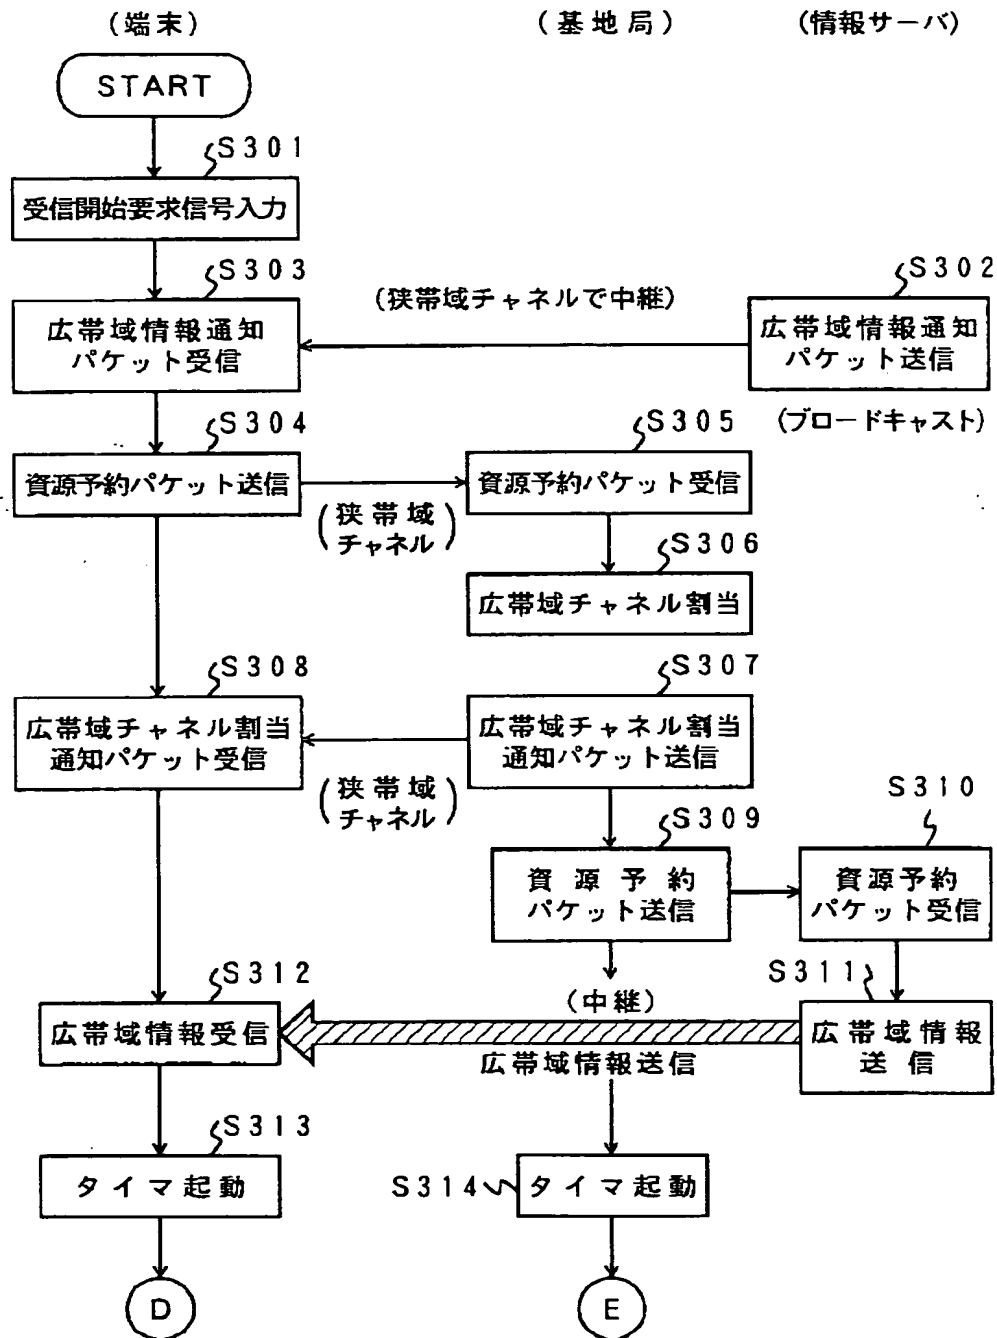 (端末)
(基地局)
(情報サーバ)
START
S301
受信開始要求信号入力
S303
S302
(狭帯域チャネルで中継)
広帯域情報通知
パケット受信
広帯域情報通知
パケット送信
(ブロードキャスト)
S304
S305
資源予約パケット送信
資源予約パケット受信
(狭帯域
チャネル)
S306
広帯域チャネル割当
S308
S307
広帯域チャネル割当
通知パケット受信
広帯域チャネル割当
通知パケット送信
(狭帯域
チャネル)
S309
S310
資源予約
パケット送信
資源予約
パケット受信
S312
S311
(中継)
広帯域情報受信
広帯域情報
送信
広帯域情報送信
S313
タイマ起動
S314
タイマ起動
D
E